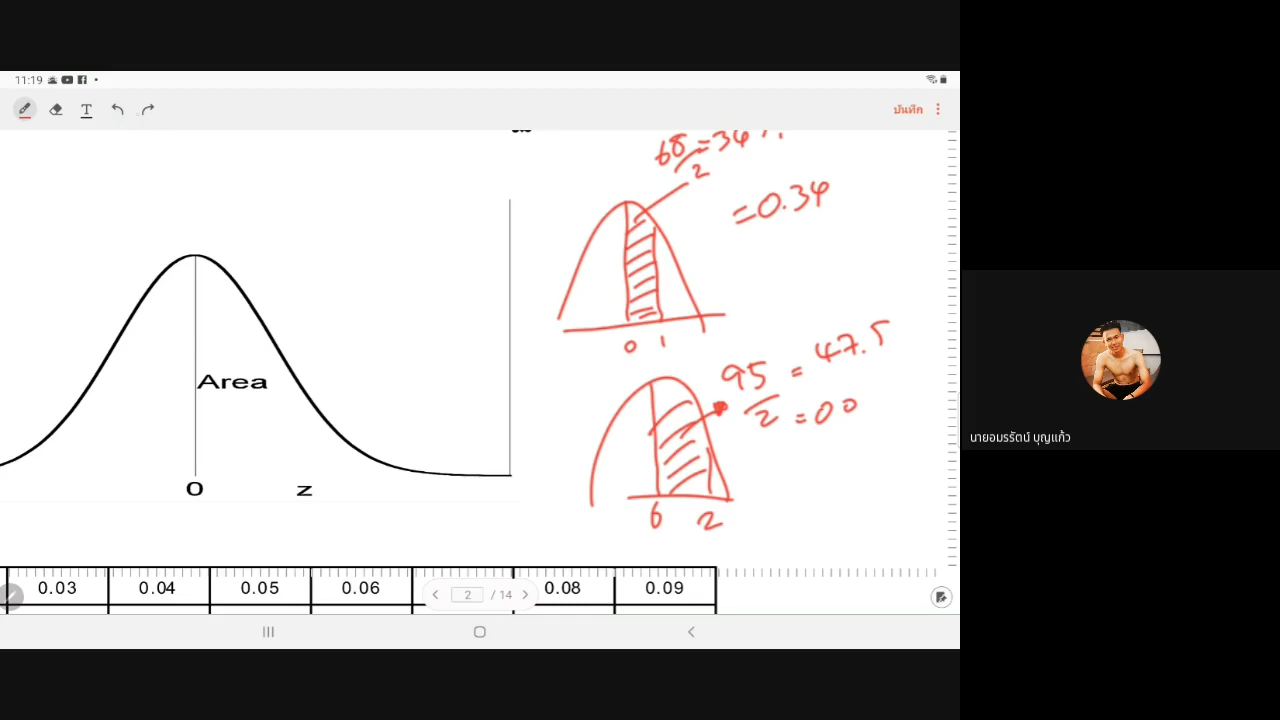 11:19
T
บันทึก
68/2 = 34 %
= 0.34
0 1
95/2 = 47.5
= 00
6 2
Area
0 z
0.03 0.04 0.05 0.06 0.08 0.09
2 / 14
นายอมรรัตน์ บุญแก้ว